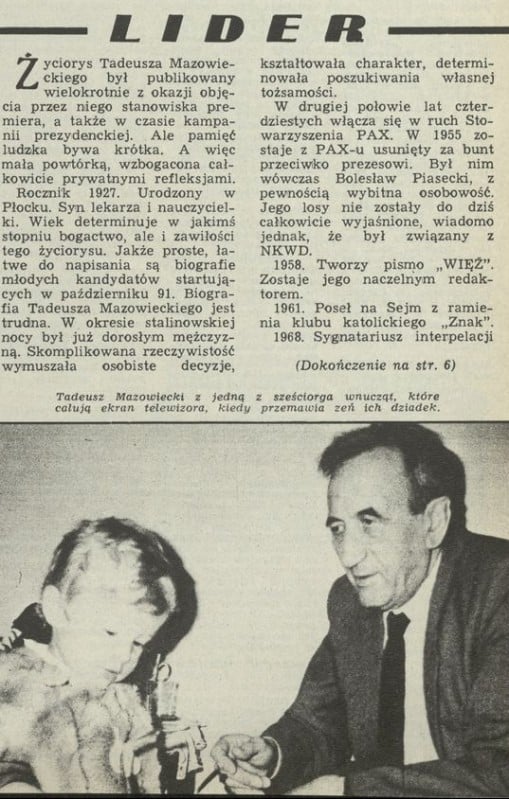 LIDER
Życiorys Tadeusza Mazowie-
ckiego był publikowany
wielokrotnie z okazji obję-
cia przez niego stanowiska pre-
miera, a także w czasie kampa-
nii prezydenckiej. Ale pamięć
ludzka bywa krótka. A więc
mała powtórką, wzbogacona cał-
kowicie prywatnymi refleksjami.
Rocznik 1927. Urodzony w
Płocku. Syn lekarza i nauczyciel-
ki. Wiek determinuje w jakimś
stopniu bogactwo, ale i zawiłości
tego życiorysu. Jakże proste, ła-
twe do napisania są biografie
młodych kandydatów startują-
cych w październiku 91. Biogra-
fia Tadeusza Mazowieckiego jest
trudna. W okresie stalinowskiej
nocy był już dorosłym mężczyz-
ną. Skomplikowana rzeczywistość
wymuszała osobiste decyzje,
kształtowała charakter, determi-
nowała poszukiwania własnej
tożsamości.
W drugiej połowie lat czter-
dziestych włącza się w ruch Sto-
warzyszenia PAX. W 1955 zo-
staje z PAX-u usunięty za bunt
przeciwko prezesowi. Był nim
wówczas Bolesław Piasecki, z
pewnością wybitna osobowość.
Jego losy nie zostały do dziś
całkowicie wyjaśnione, wiadomo
jednak, że był związany z
NKWD.
1958. Tworzy pismo „WIĘŹ”.
Zostaje jego naczelnym redak-
torem.
1961. Poseł na Sejm z ramie-
nia klubu katolickiego „Znak”.
1968. Sygnatariusz interpelacji
(Dokończenie na str. 6)
Tadeusz Mazowiecki z jedną z sześciorga wnucząt, które
całują ekran telewizora, kiedy przemawia zeń ich dziadek.